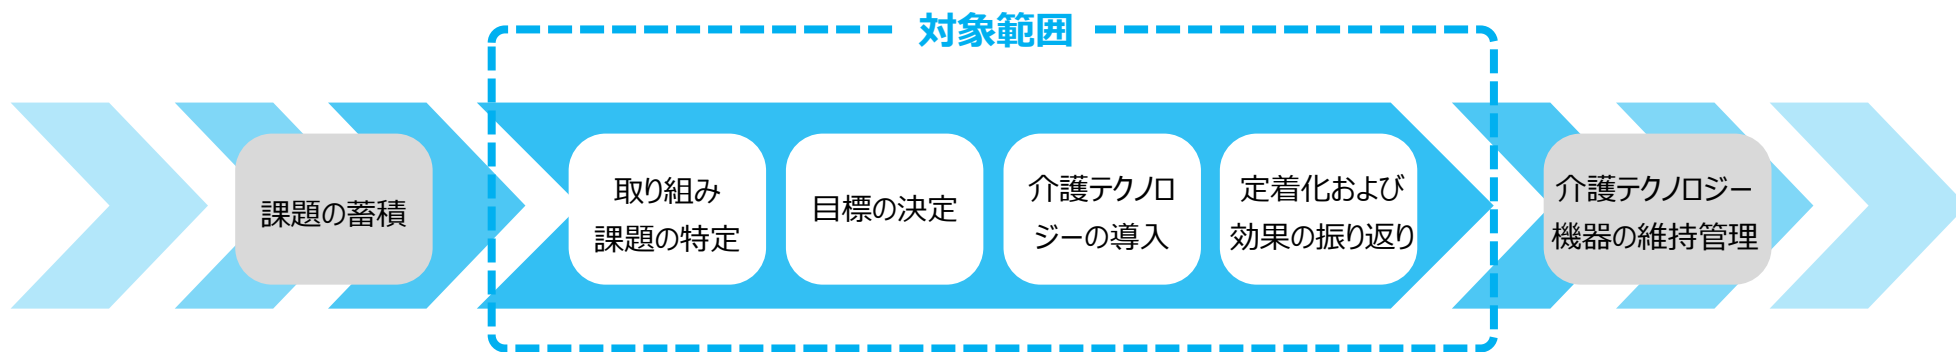 対象範囲
課題の蓄積
取り組み
課題の特定
目標の決定
介護テクノロ
ジーの導入
定着化および
効果の振り返り
介護テクノロジー
機器の維持管理